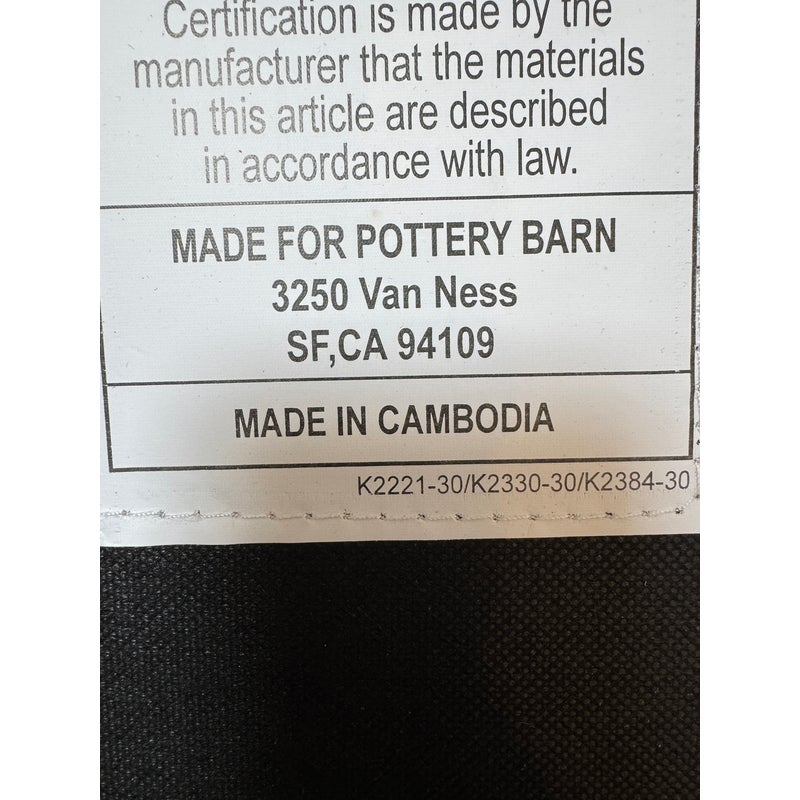 Certification is made by the
manufacturer that the materials
in this article are described
in accordance with law.
MADE FOR POTTERY BARN
3250 Van Ness
SF,CA 94109
MADE IN CAMBODIA
K2221-30/K2330-30/K2384-30